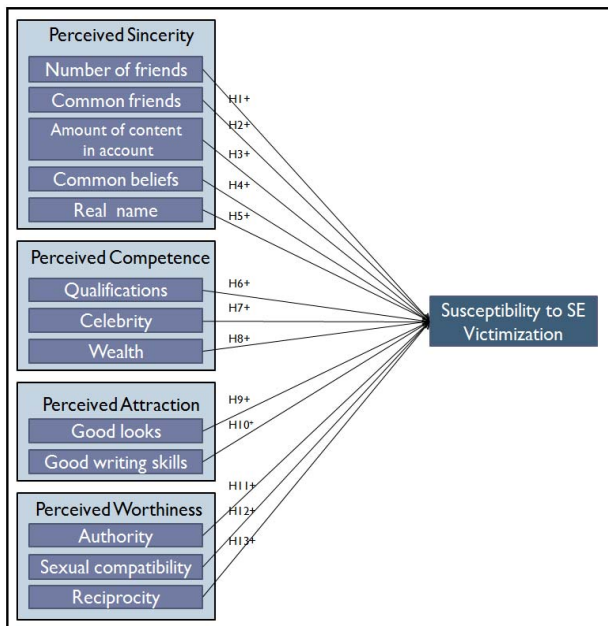 Perceived Sincerity
Number of friends
Common friends
Amount of content
in account
Common beliefs
Real name
H1+
H2+
H3+
H4+
H5+
Perceived Competence
Qualifications
Celebrity
Wealth
H6+
H7+
H8+
Susceptibility to SE
Victimization
Perceived Attraction
Good looks
Good writing skills
H9+
H10+
Perceived Worthiness
Authority
Sexual compatibility
Reciprocity
H11+
H12+
H13+